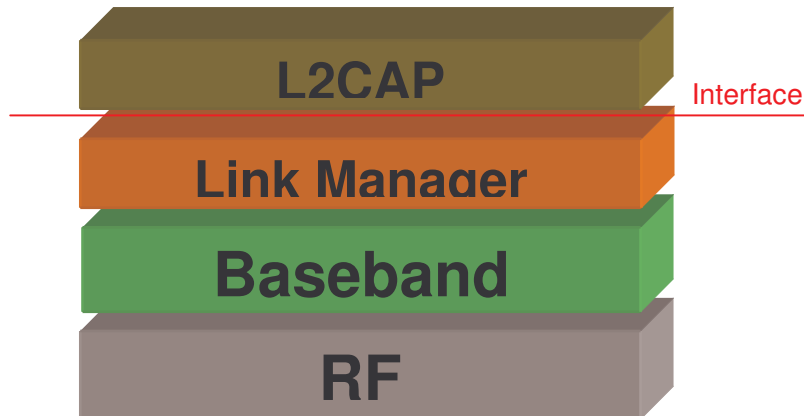 L2CAP
Interface
Link Manager
Baseband
RF